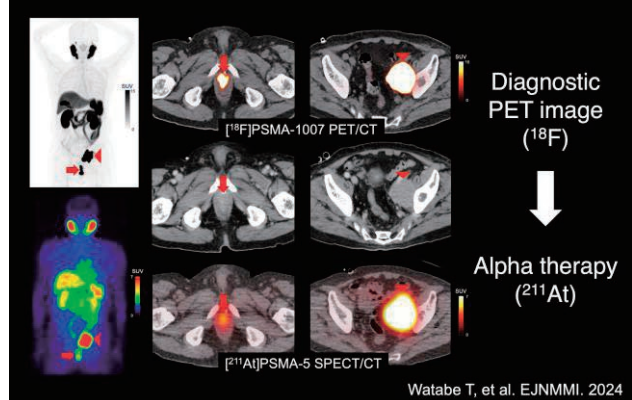 SUV
[¹⁸F]PSMA-1007 PET/CT
SUV
Diagnostic
PET image
(¹⁸F)
Alpha therapy
(²¹¹At)
SUV
[²¹¹At]PSMA-5 SPECT/CT
SUV
Watabe T, et al. EJNMMI. 2024